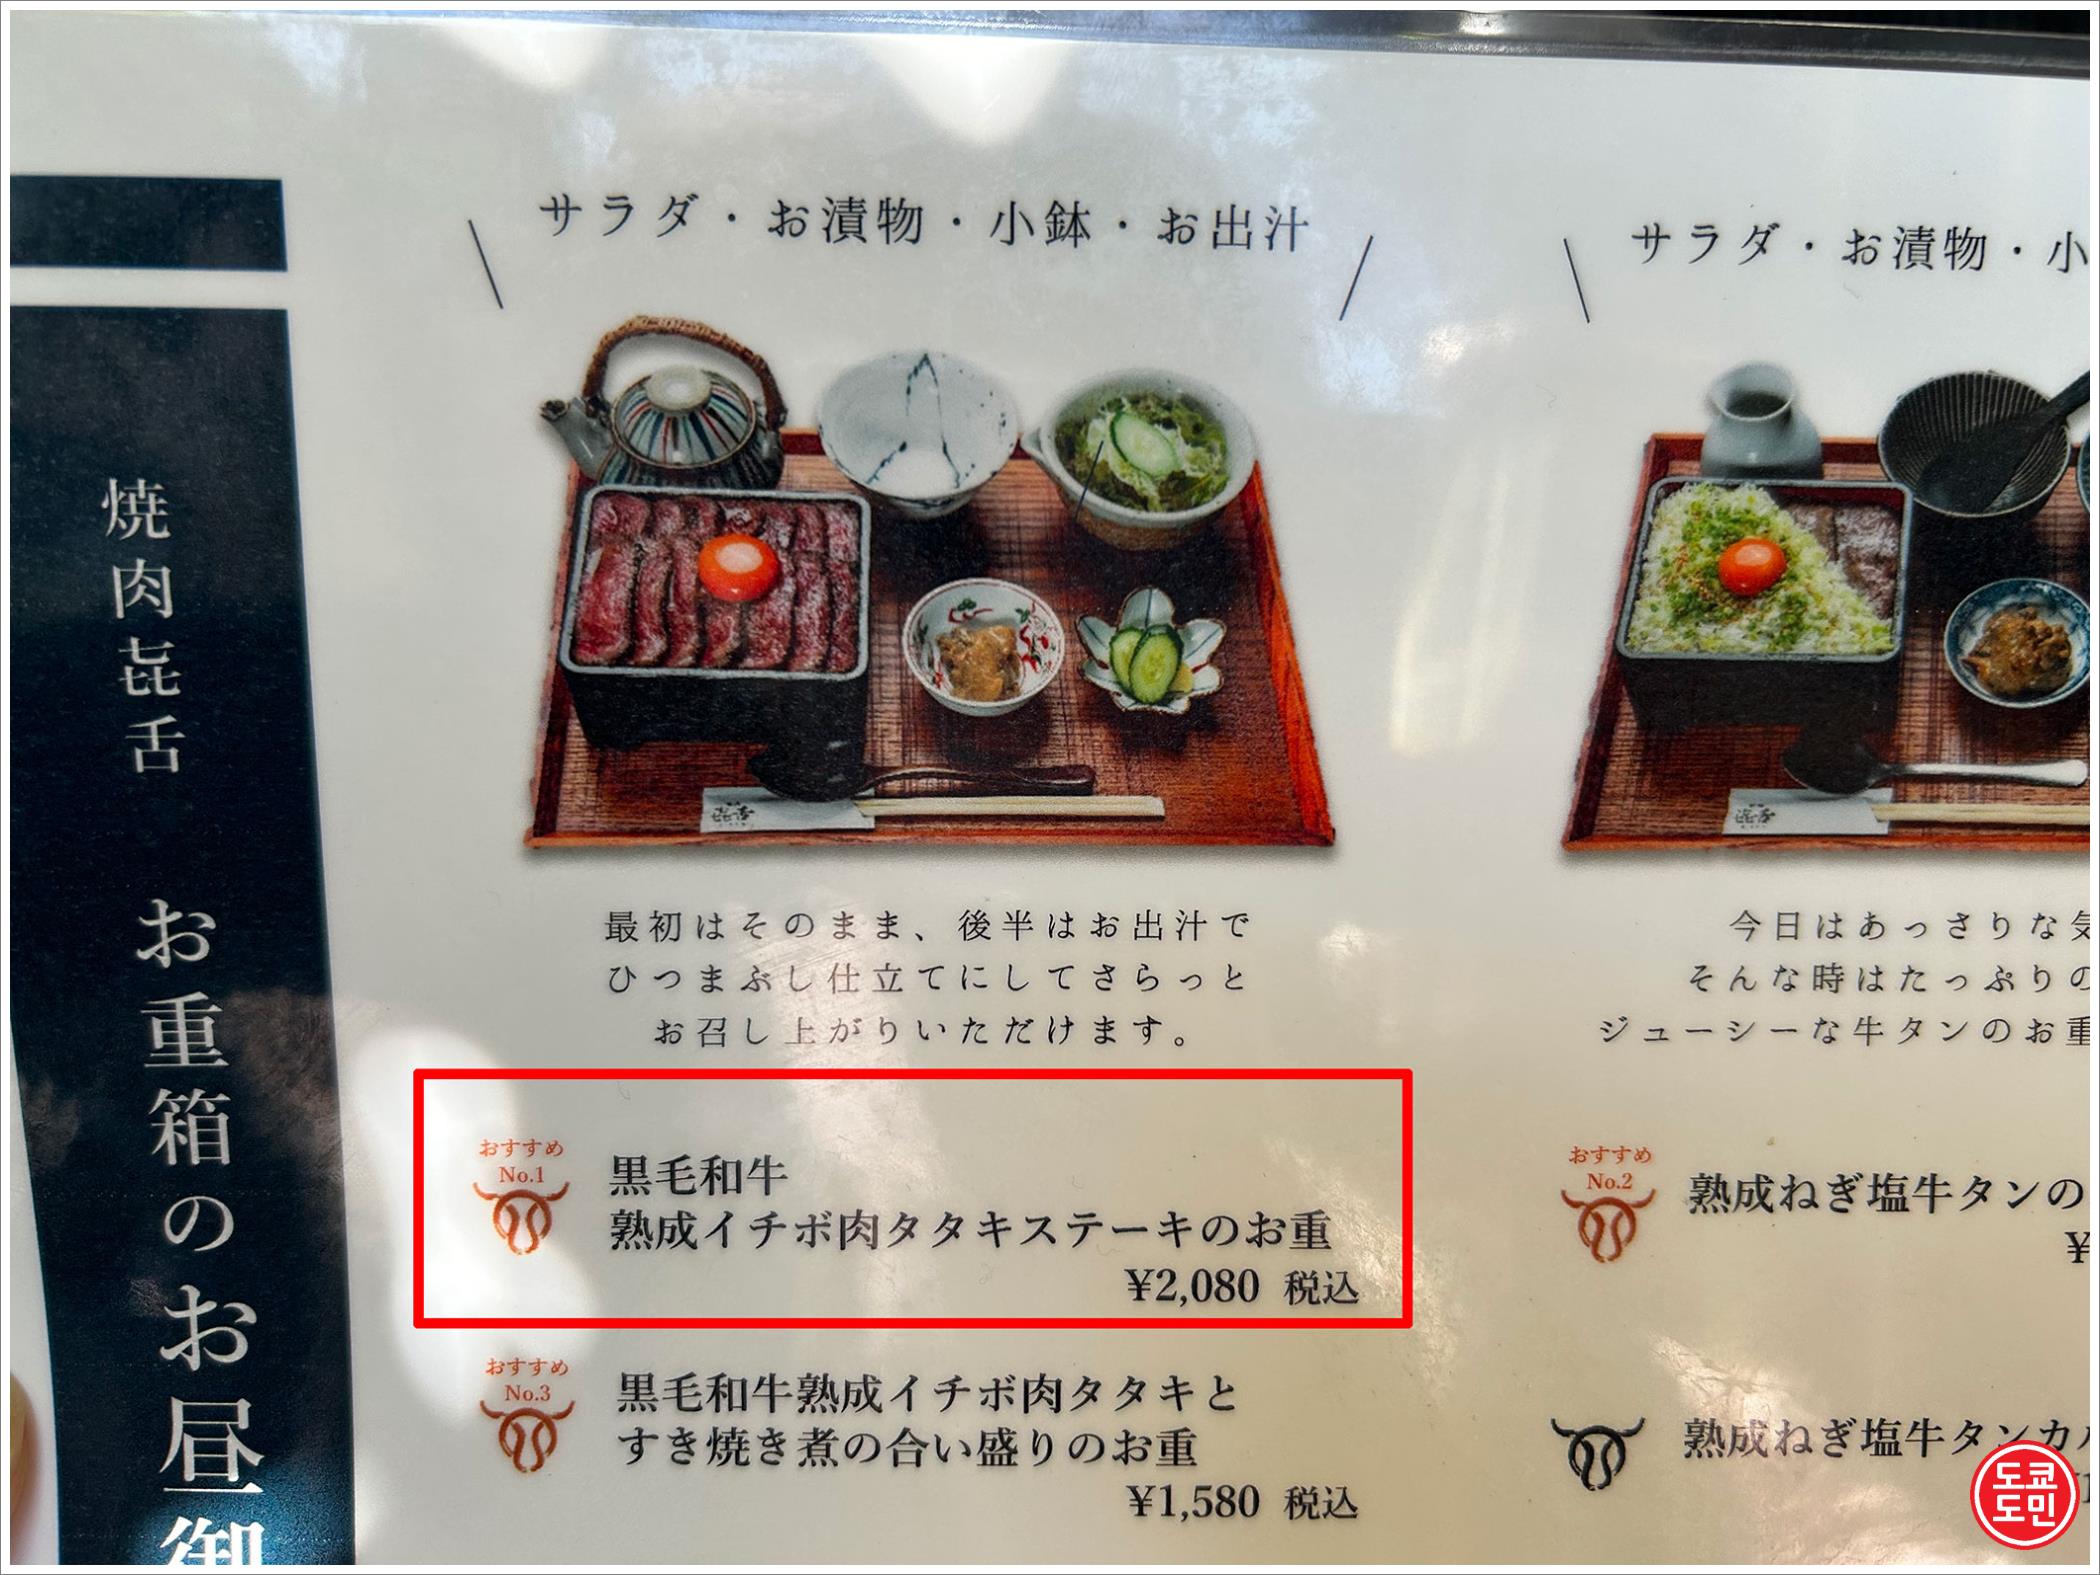 焼肉㐂舌 お重箱のお昼御
サラダ・お漬物・小鉢・お出汁
㐂舌
最初はそのまま、後半はお出汁で
ひつまぶし仕立てにしてさらっと
お召し上がりいただけます。
おすすめ
No.1
黒毛和牛
熟成イチボ肉タタキステーキのお重
¥2,080 税込
おすすめ
No.3
黒毛和牛熟成イチボ肉タタキと
すき焼き煮の合い盛りのお重
¥1,580 税込
サラダ・お漬物・小
㐂舌
今日はあっさりな気
そんな時はたっぷりの
ジューシーな牛タンのお重
おすすめ
No.2
熟成ねぎ塩牛タンの
¥
熟成ねぎ塩牛タンカ
도쿄
도민